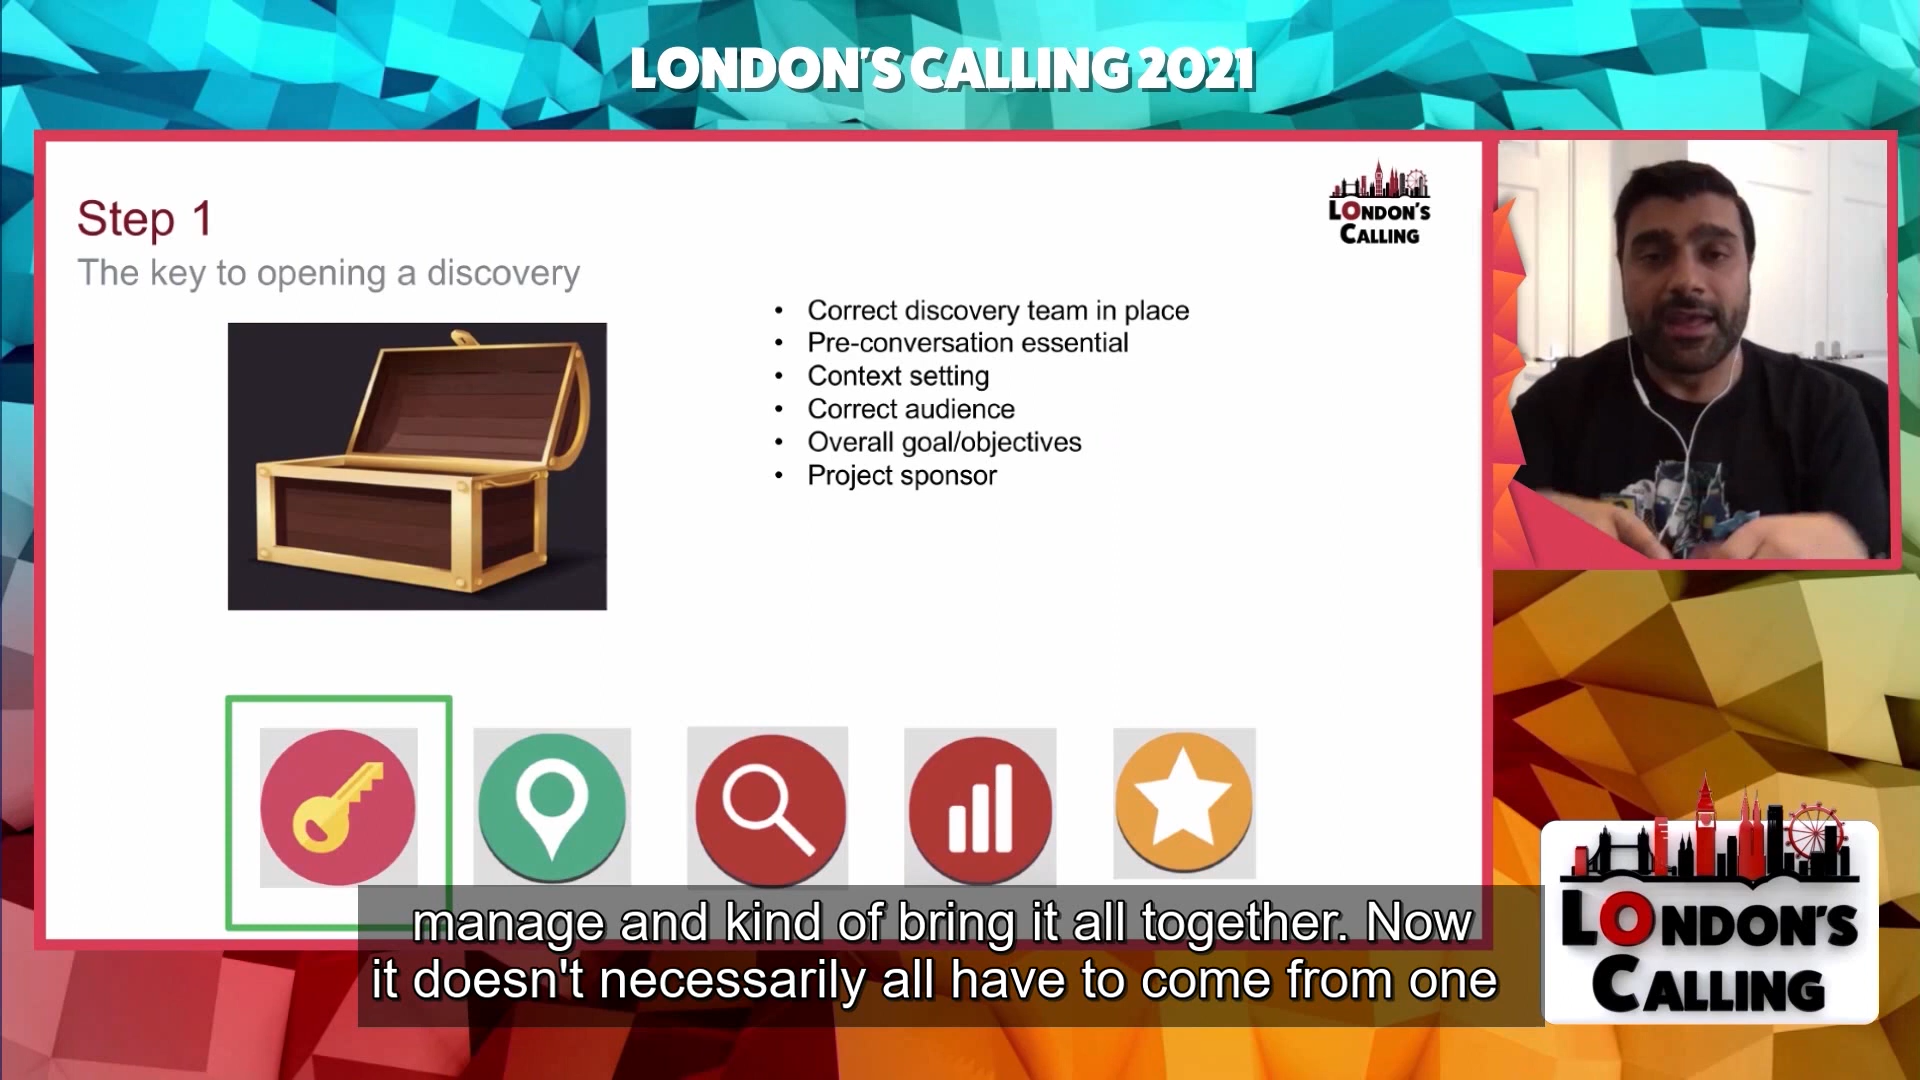 LONDON'S CALLING 2021
Step 1
The key to opening a discovery
LONDON'S
CALLING
• Correct discovery team in place
• Pre-conversation essential
• Context setting
• Correct audience
• Overall goal/objectives
• Project sponsor
manage and kind of bring it all together. Now
it doesn't necessarily all have to come from one
LONDON'S
CALLING